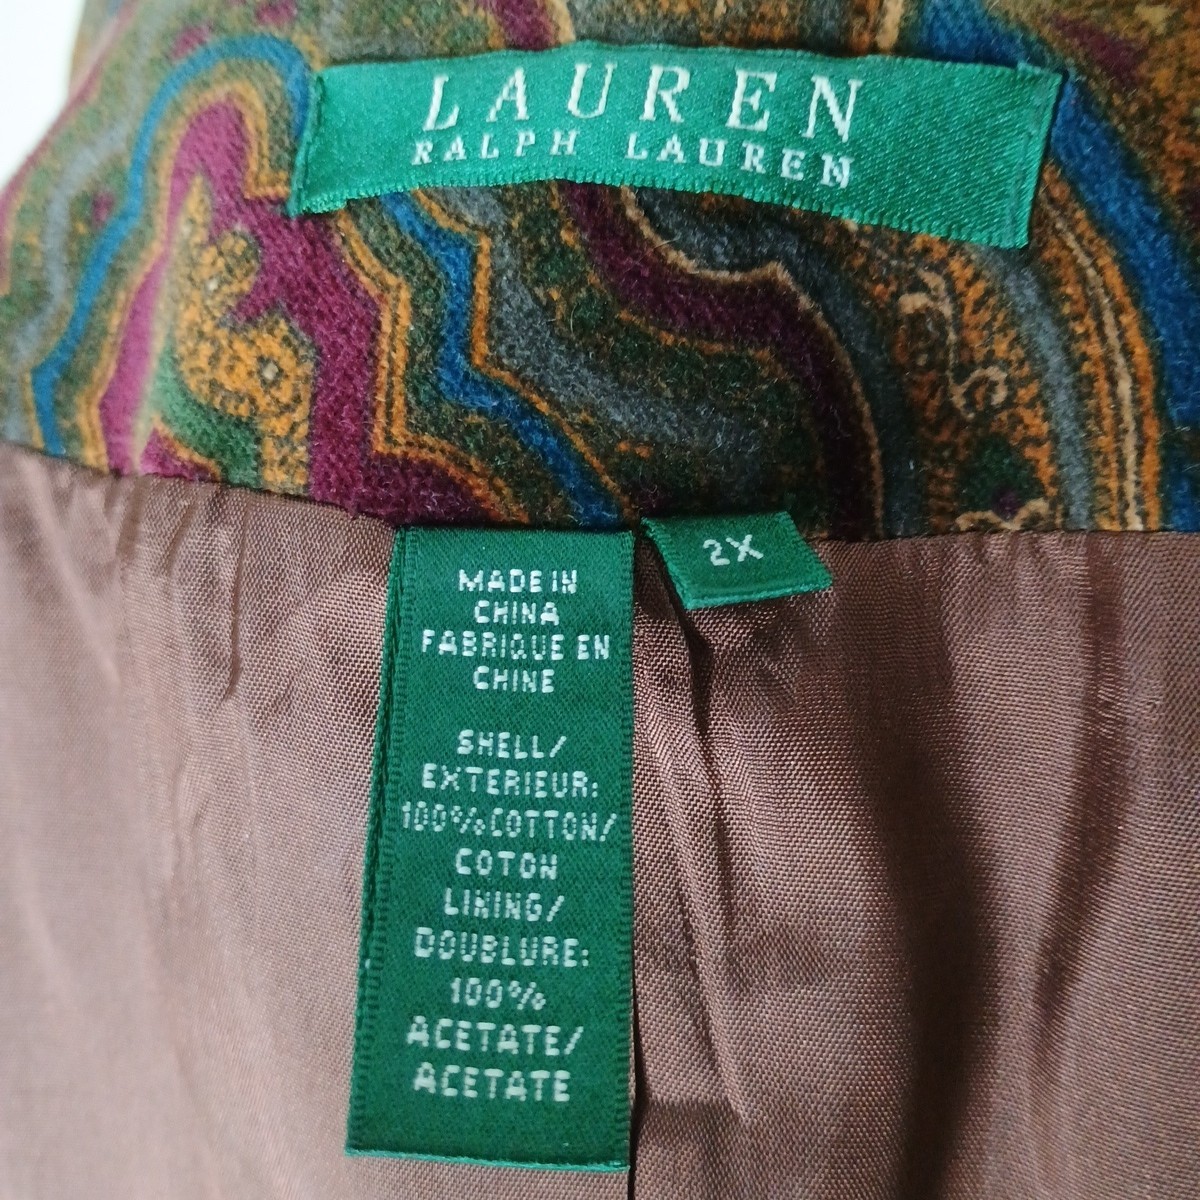 LAUREN
RALPH LAUREN
2X
MADE IN
CHINA
FABRIQUE EN
CHINE
SHELL/
EXTERIEUR:
100% COTTON/
COTON
LINING/
DOUBLURE:
100%
ACETATE/
ACETATE